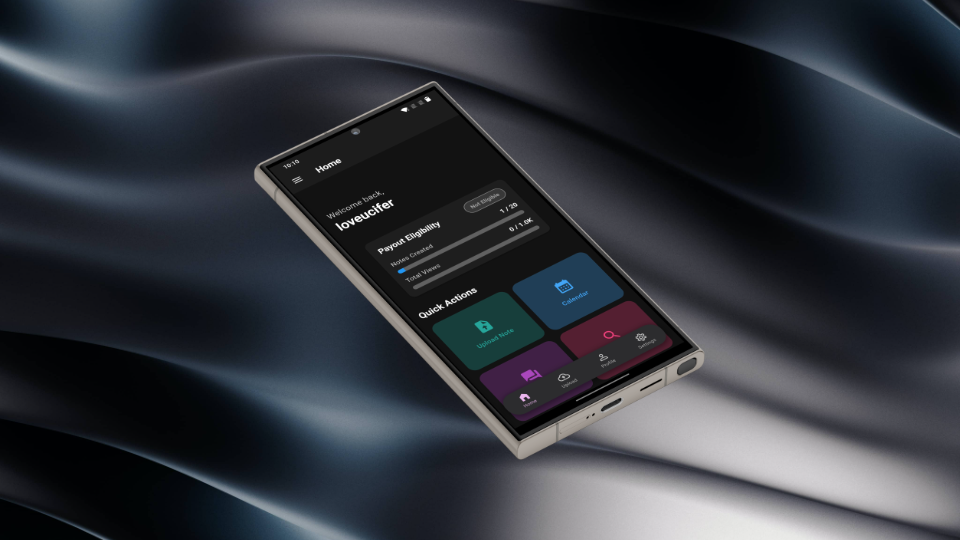 10:10
Home
Welcome back,
loveucifer
Payout Eligibility
Not Eligible
Notes Created
1 / 20
Total Views
0 / 1.0K
Quick Actions
Upload Note
Calendar
Home
Upload
Profile
Settings